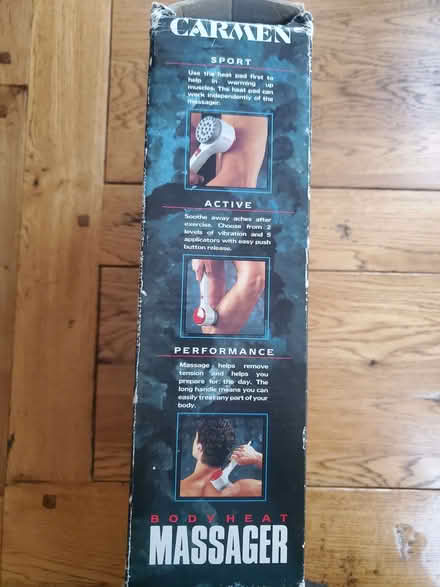 CARMEN
SPORT
Use the heat pad first to
help in warming up
muscles. The heat pad can
work independently of the
massager.
ACTIVE
Soothe away aches after
exercise. Choose from 2
levels of vibration and 5
applicators with easy push
button release.
PERFORMANCE
Massage helps remove
tension and helps you
prepare for the day. The
long handle means you can
easily treat any part of your
body.
BODY HEAT
MASSAGER